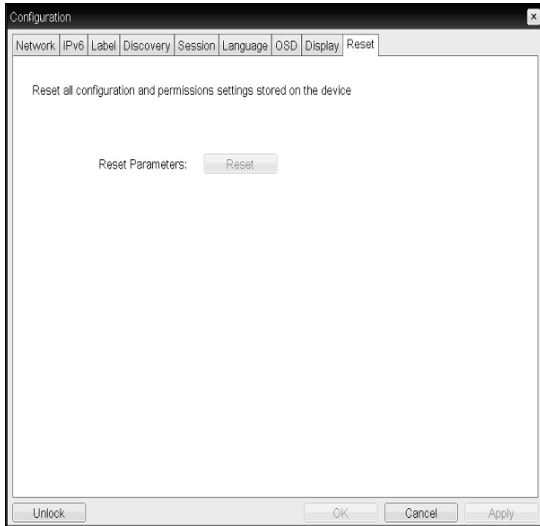 Configuration x
Network IPv6 Label Discovery Session Language OSD Display Reset
Reset all configuration and permissions settings stored on the device
Reset Parameters: Reset
Unlock OK Cancel Apply